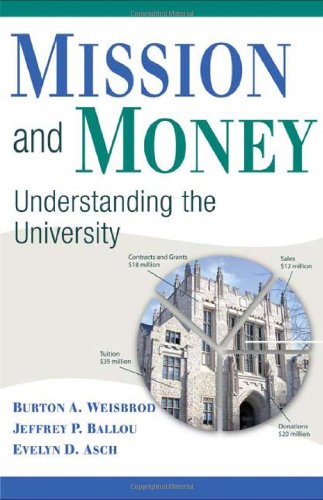 MISSION
and MONEY
Understanding the
University
Contracts and Grants
$18 million
Sales
$12 million
Tuition
$35 million
Donations
$20 million
BURTON A. WEISBROD
JEFFREY P. BALLOU
EVELYN D. ASCH